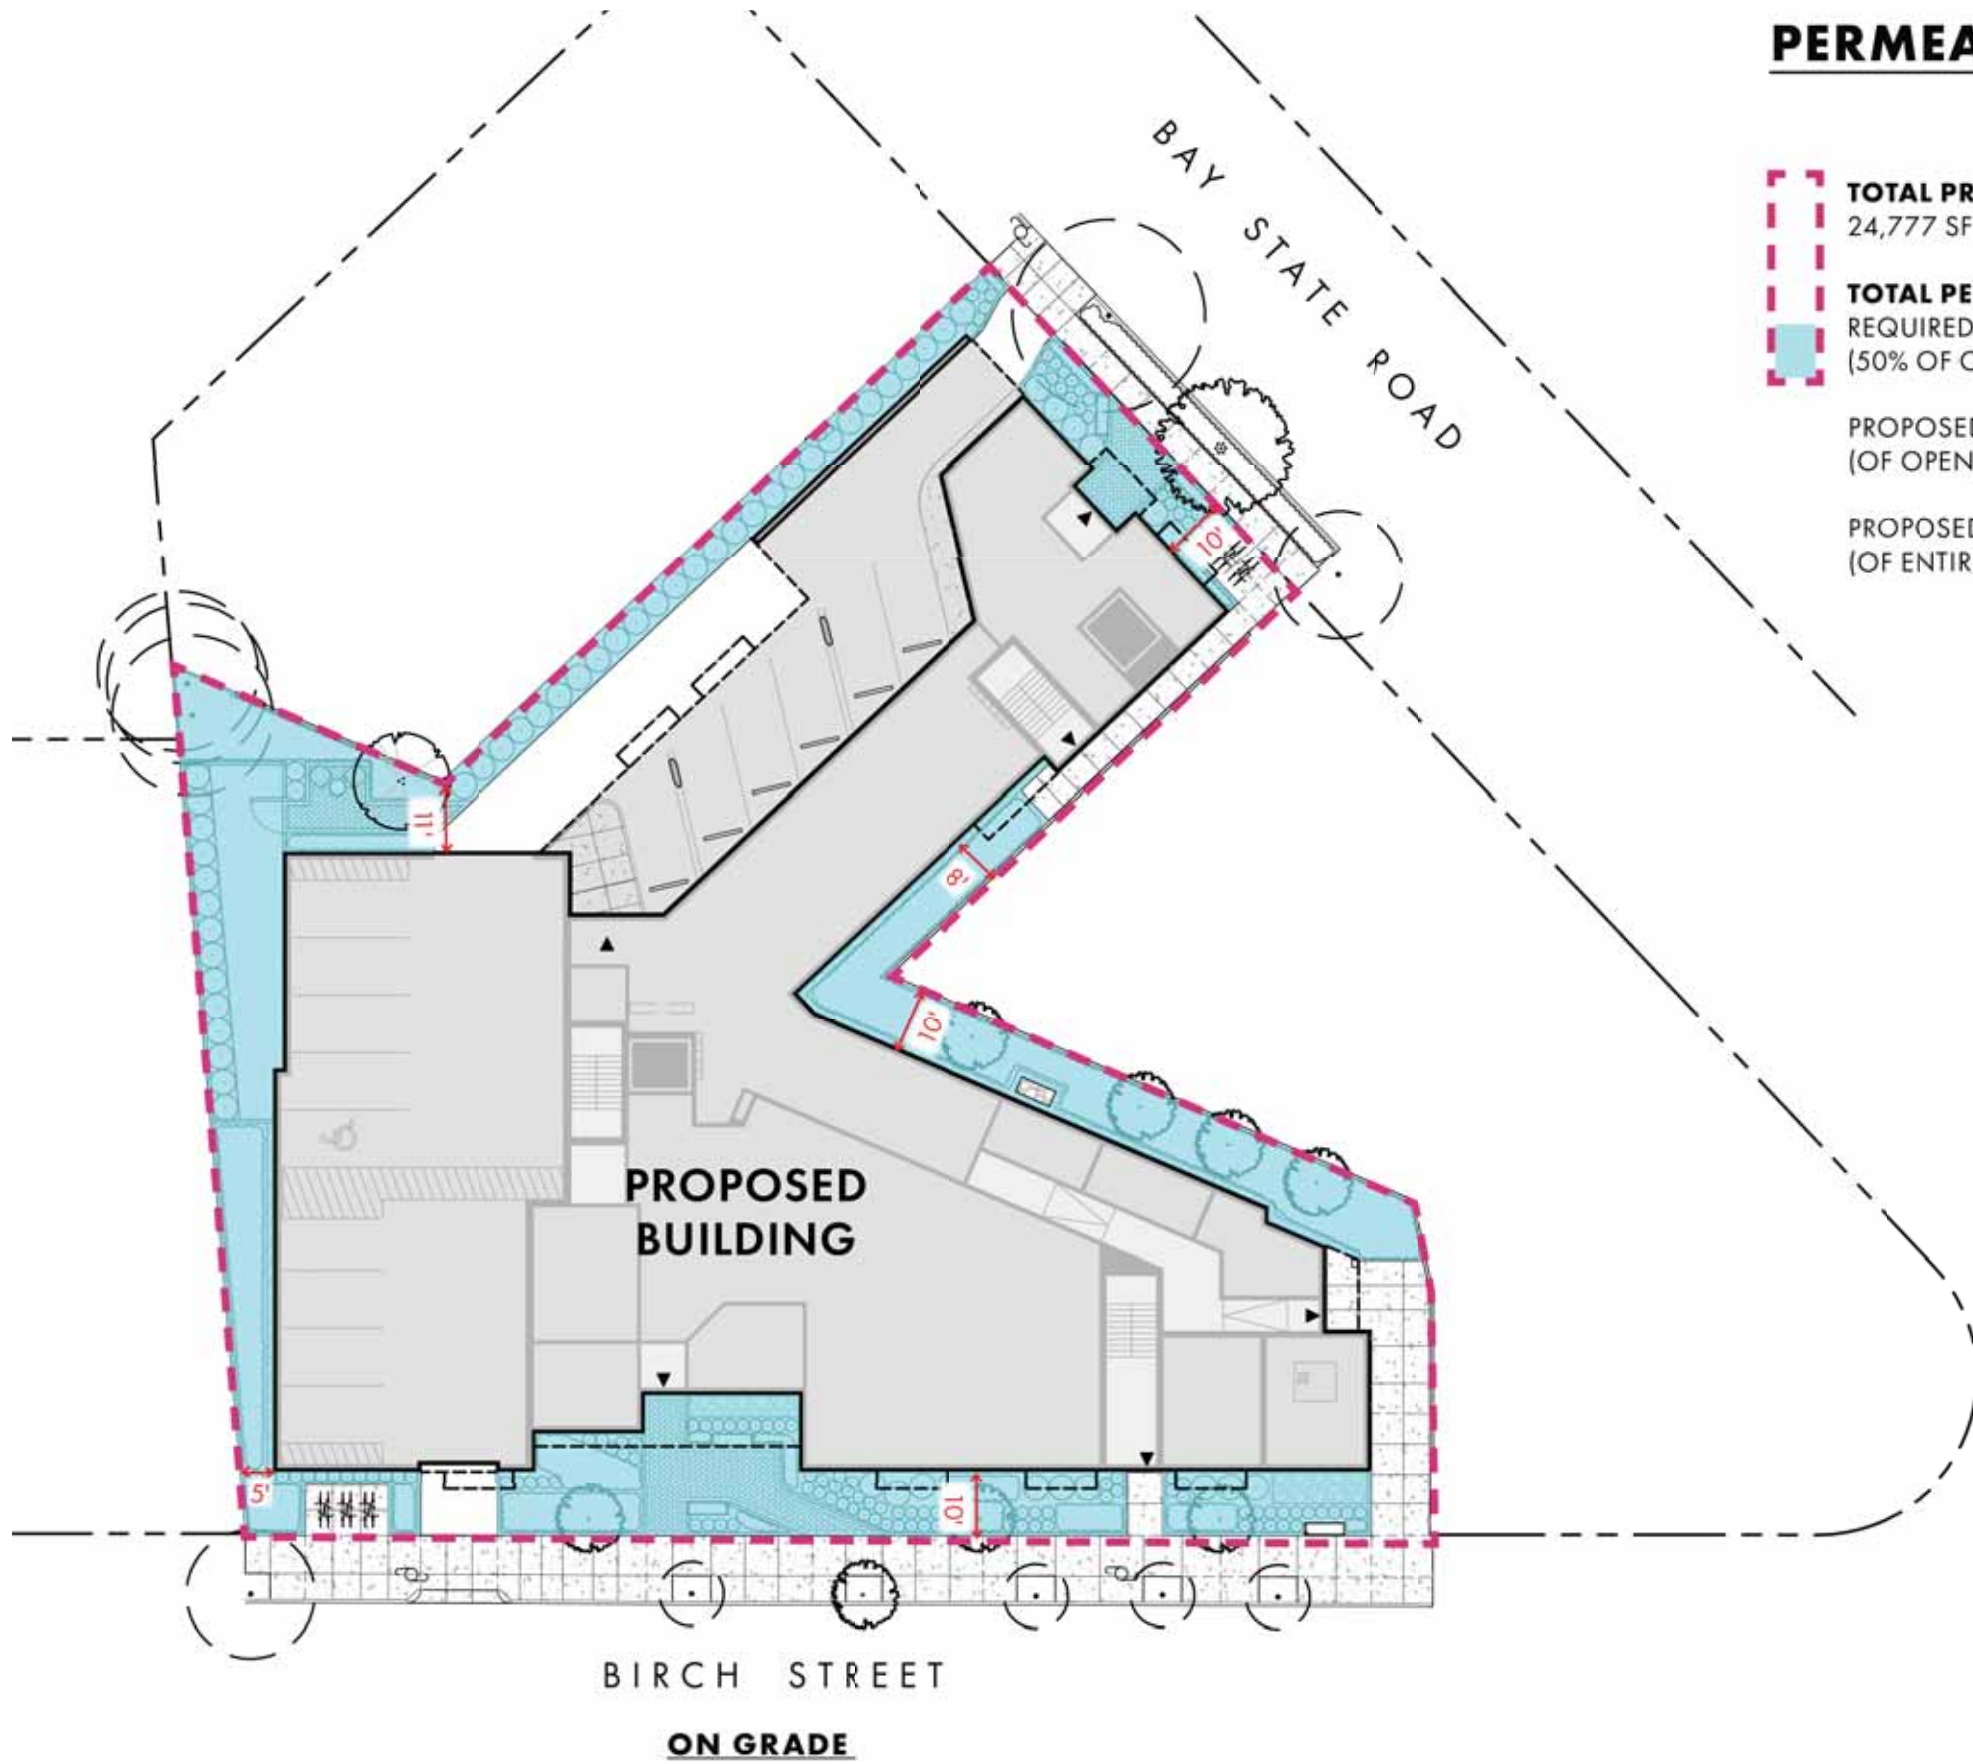 PERMEA
BAY STATE ROAD
TOTAL PR
24,777 SF
TOTAL PE
REQUIRED
(50% OF O
PROPOSED
(OF OPEN
PROPOSED
(OF ENTIR
10'
11'
8'
10'
PROPOSED
BUILDING
5'
10'
BIRCH STREET
ON GRADE